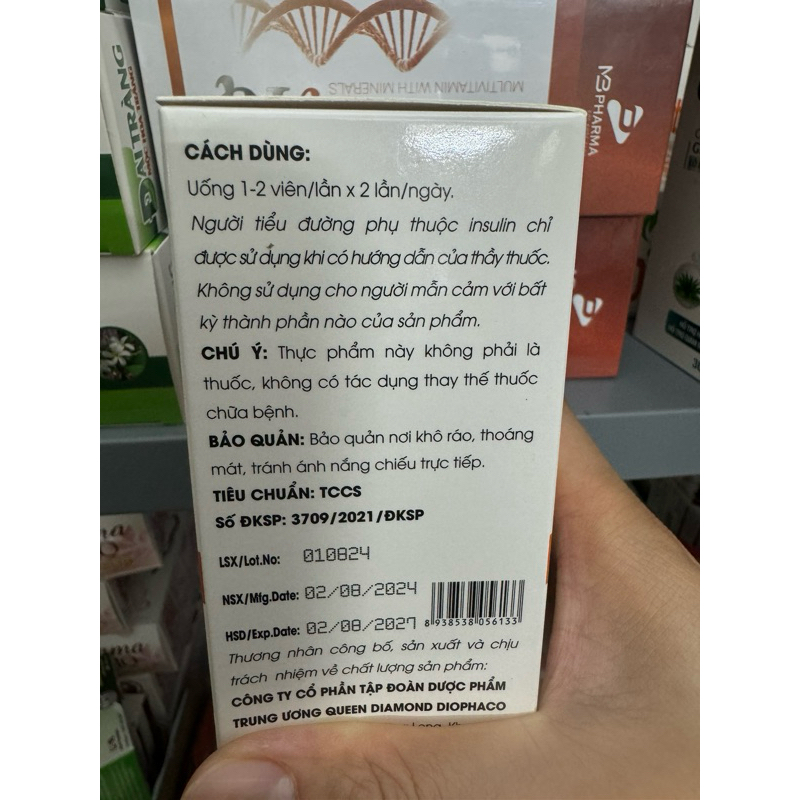 ĐẠI TRÀNG
MỘC HOA TRẮNG
MULTIVITAMIN WITH MINERALS
M3 PHARMA
CÁCH DÙNG:
Uống 1-2 viên/lần x 2 lần/ngày.
Người tiểu đường phụ thuộc insulin chỉ
được sử dụng khi có hướng dẫn của thầy thuốc.
Không sử dụng cho người mẫn cảm với bất
kỳ thành phần nào của sản phẩm.
CHÚ Ý: Thực phẩm này không phải là
thuốc, không có tác dụng thay thế thuốc
chữa bệnh.
BẢO QUẢN: Bảo quản nơi khô ráo, thoáng
mát, tránh ánh nắng chiếu trực tiếp.
TIÊU CHUẨN: TCCS
Số ĐKSP: 3709/2021/ĐKSP
LSX/Lot.No: 010824
NSX/Mfg.Date: 02/08/2024
HSD/Exp.Date: 02/08/2027
8 938538 056133
Thương nhân công bố, sản xuất và chịu
trách nhiệm về chất lượng sản phẩm:
CÔNG TY CỔ PHẦN TẬP ĐOÀN DƯỢC PHẨM
TRUNG ƯƠNG QUEEN DIAMOND DIOPHACO